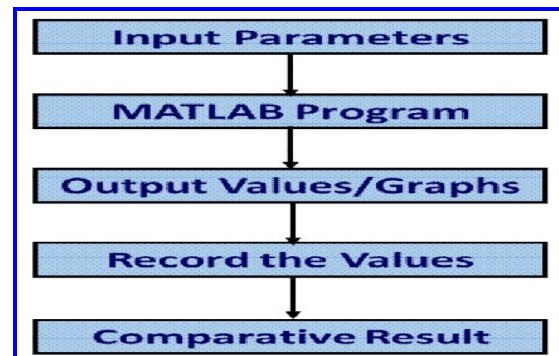 Input Parameters
MATLAB Program
Output Values/Graphs
Record the Values
Comparative Result